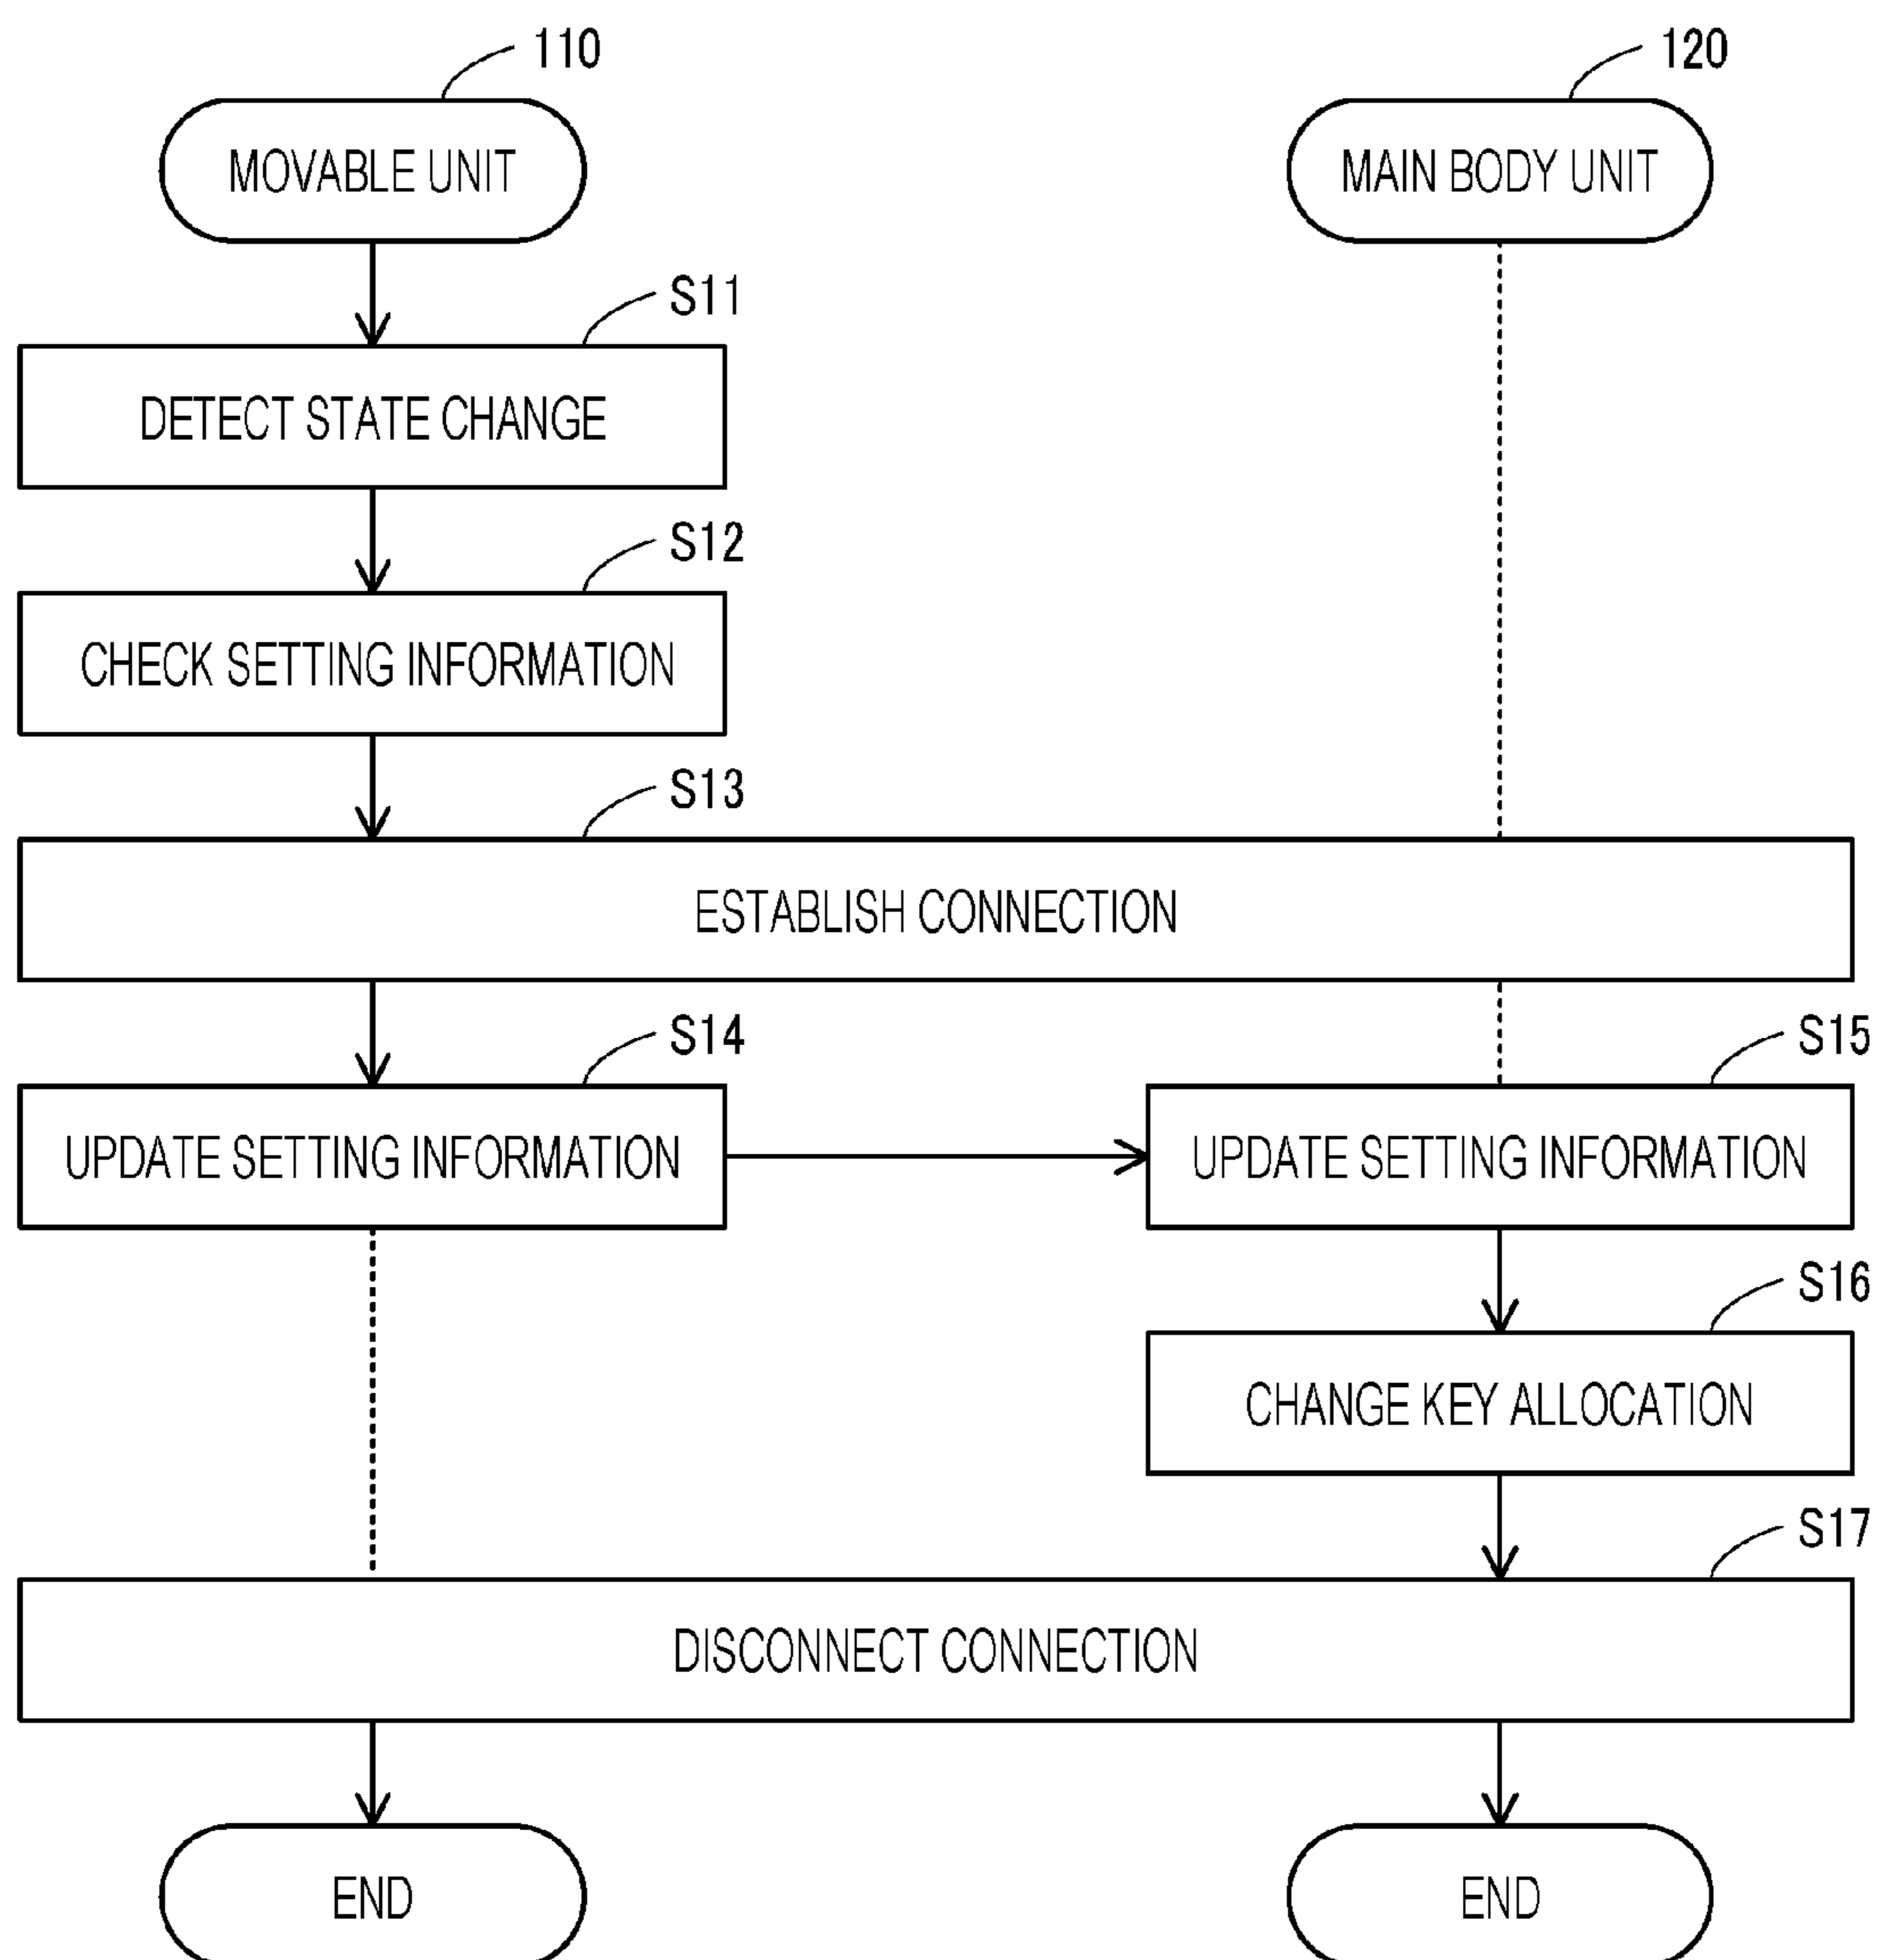 110
120
MOVABLE UNIT
MAIN BODY UNIT
S11
DETECT STATE CHANGE
S12
CHECK SETTING INFORMATION
S13
ESTABLISH CONNECTION
S14
S15
UPDATE SETTING INFORMATION
UPDATE SETTING INFORMATION
S16
CHANGE KEY ALLOCATION
S17
DISCONNECT CONNECTION
END
END